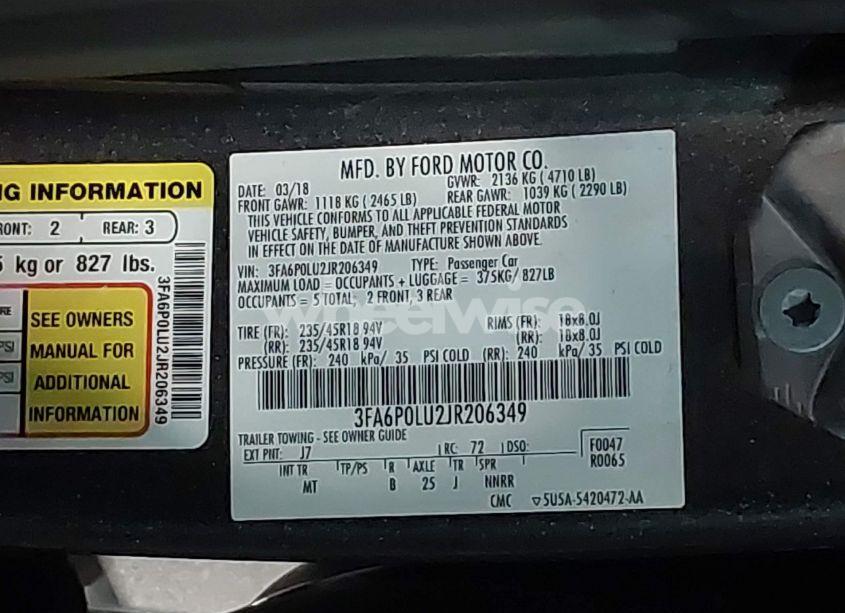 NG INFORMATION
RONT: 2 REAR: 3
5 kg or 827 lbs.
SEE OWNERS
MANUAL FOR
ADDITIONAL
INFORMATION
RE
PSI
PSI
3FA6P0LU2JR206349
MFD. BY FORD MOTOR CO.
DATE: 03/18 GVWR: 2136 KG ( 4710 LB)
FRONT GAWR: 1118 KG ( 2465 LB) REAR GAWR: 1039 KG ( 2290 LB)
THIS VEHICLE CONFORMS TO ALL APPLICABLE FEDERAL MOTOR
VEHICLE SAFETY, BUMPER, AND THEFT PREVENTION STANDARDS
IN EFFECT ON THE DATE OF MANUFACTURE SHOWN ABOVE.
VIN: 3FA6P0LU2JR206349 TYPE: Passenger Car
MAXIMUM LOAD = OCCUPANTS + LUGGAGE = 375KG/ 827LB
OCCUPANTS = 5 TOTAL, 2 FRONT, 3 REAR
wheelwise
TIRE (FR): 235/45R18 94V RIMS (FR): 18x8.0J
(RR): 235/45R18 94V (RR): 18x8.0J
PRESSURE (FR): 240 kPa/ 35 PSI COLD (RR): 240 kPa/ 35 PSI COLD
3FA6P0LU2JR206349
TRAILER TOWING - SEE OWNER GUIDE
EXT PNT: J7 RC: 72 DSO: F0047
R0065
INT TR TP/PS R AXLE TR SPR
MT B 25 J NNRR
CMC ▽5U5A-5420472-AA